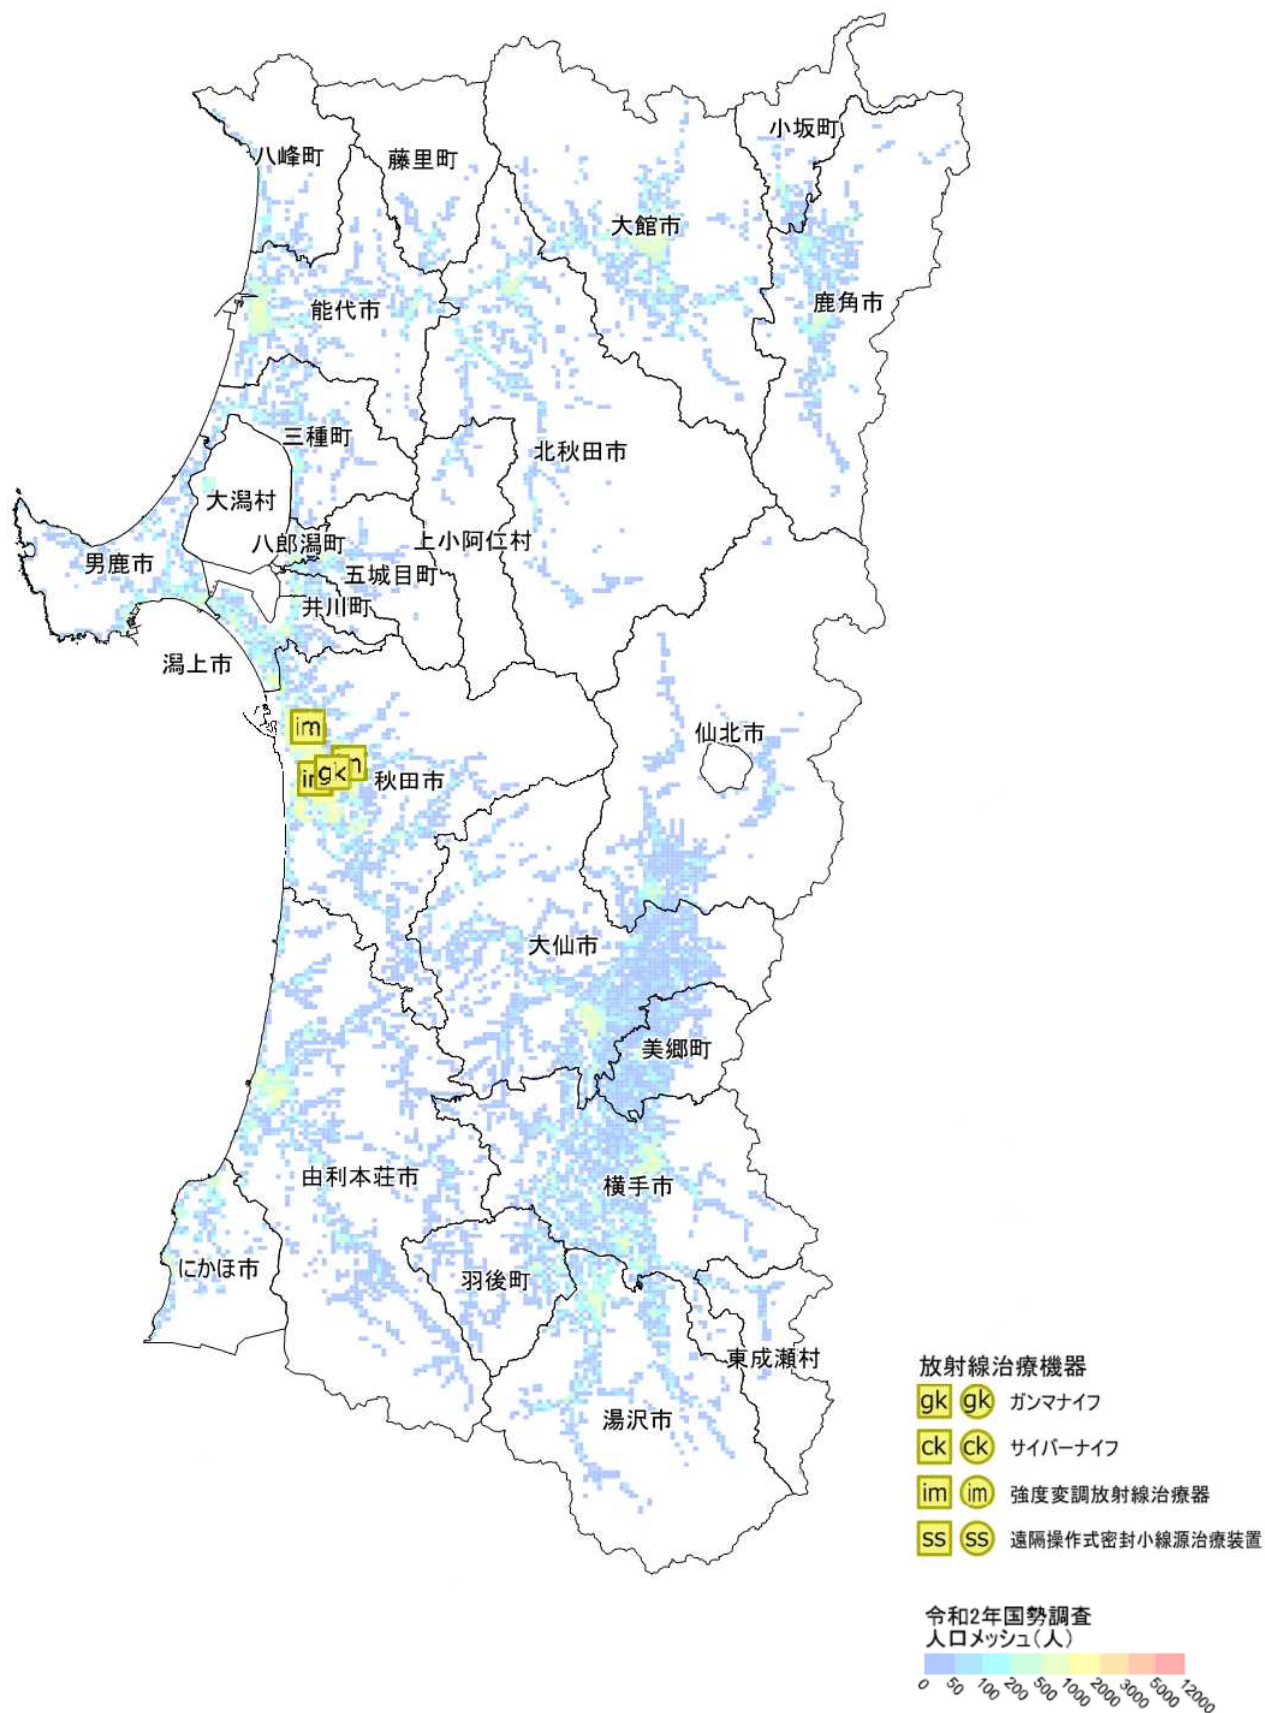 小坂町
八峰町
藤里町
大館市
鹿角市
能代市
三種町
北秋田市
大潟村
八郎潟町
上小阿仁村
男鹿市
五城目町
井川町
潟上市
im
仙北市
gk
秋田市
大仙市
美郷町
由利本荘市
横手市
にかほ市
羽後町
東成瀬村
湯沢市
放射線治療機器
gk gk ガンマナイフ
ck ck サイバーナイフ
im im 強度変調放射線治療器
ss ss 遠隔操作式密封小線源治療装置
令和2年国勢調査
人口メッシュ(人)
0 50 100 200 500 1000 2000 3000 5000 12000